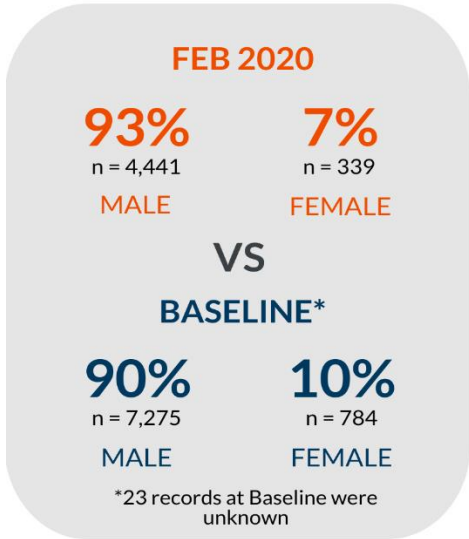 FEB 2020
93% 7%
n = 4,441 n = 339
MALE FEMALE
VS
BASELINE*
90% 10%
n = 7,275 n = 784
MALE FEMALE
*23 records at Baseline were
unknown